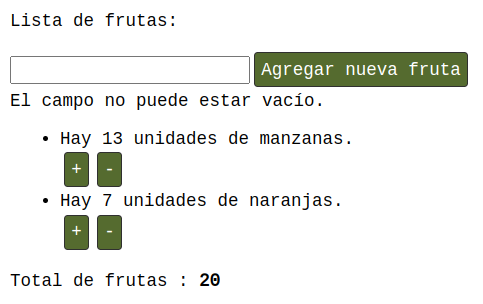 Lista de frutas:
Agregar nueva fruta
El campo no puede estar vacío.
Hay 13 unidades de manzanas.
+ -
Hay 7 unidades de naranjas.
+ -
Total de frutas : 20